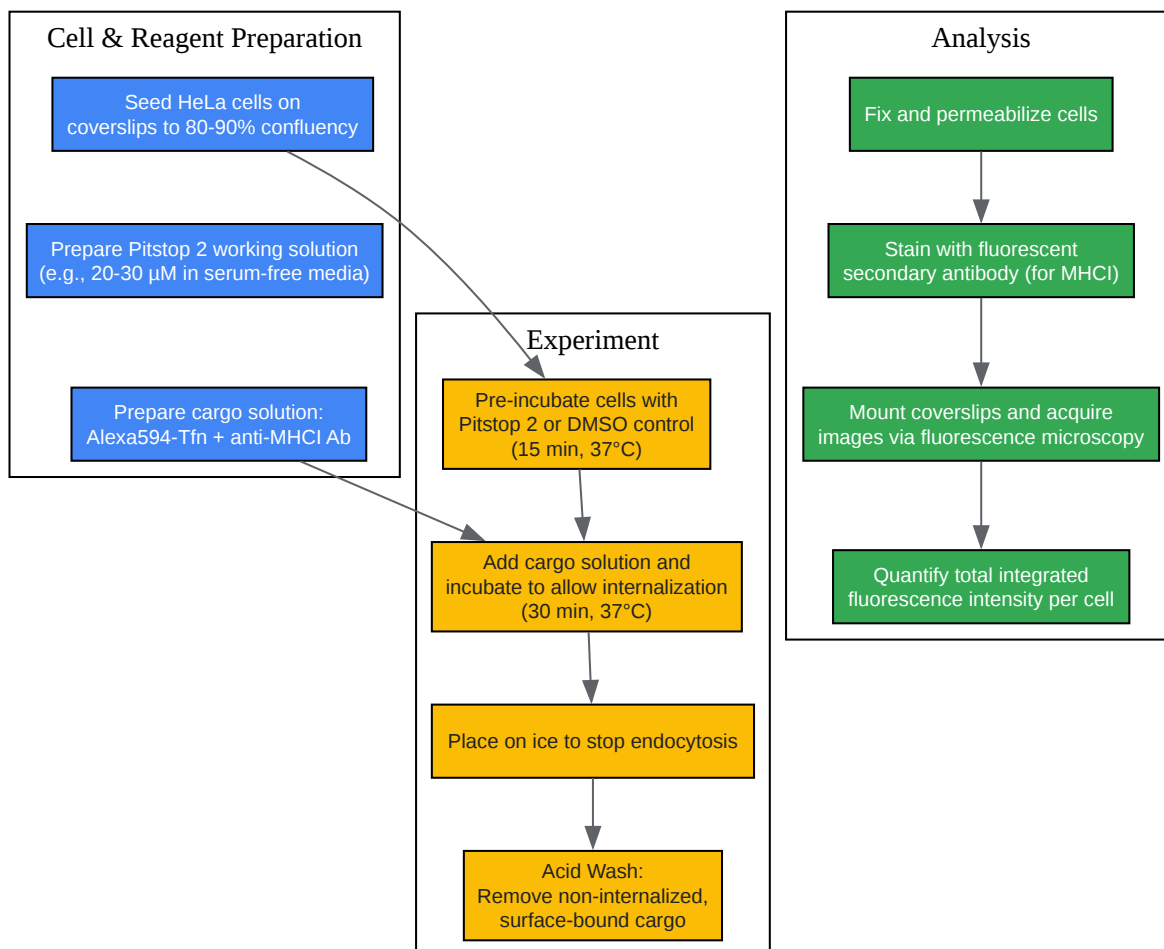 Cell & Reagent Preparation
Seed HeLa cells on
coverslips to 80-90% confluency
Prepare Pitstop 2 working solution
(e.g., 20-30 µM in serum-free media)
Prepare cargo solution:
Alexa594-Tfn + anti-MHCI Ab
Experiment
Pre-incubate cells with
Pitstop 2 or DMSO control
(15 min, 37°C)
Add cargo solution and
incubate to allow internalization
(30 min, 37°C)
Place on ice to stop endocytosis
Acid Wash:
Remove non-internalized,
surface-bound cargo
Analysis
Fix and permeabilize cells
Stain with fluorescent
secondary antibody (for MHCI)
Mount coverslips and acquire
images via fluorescence microscopy
Quantify total integrated
fluorescence intensity per cell